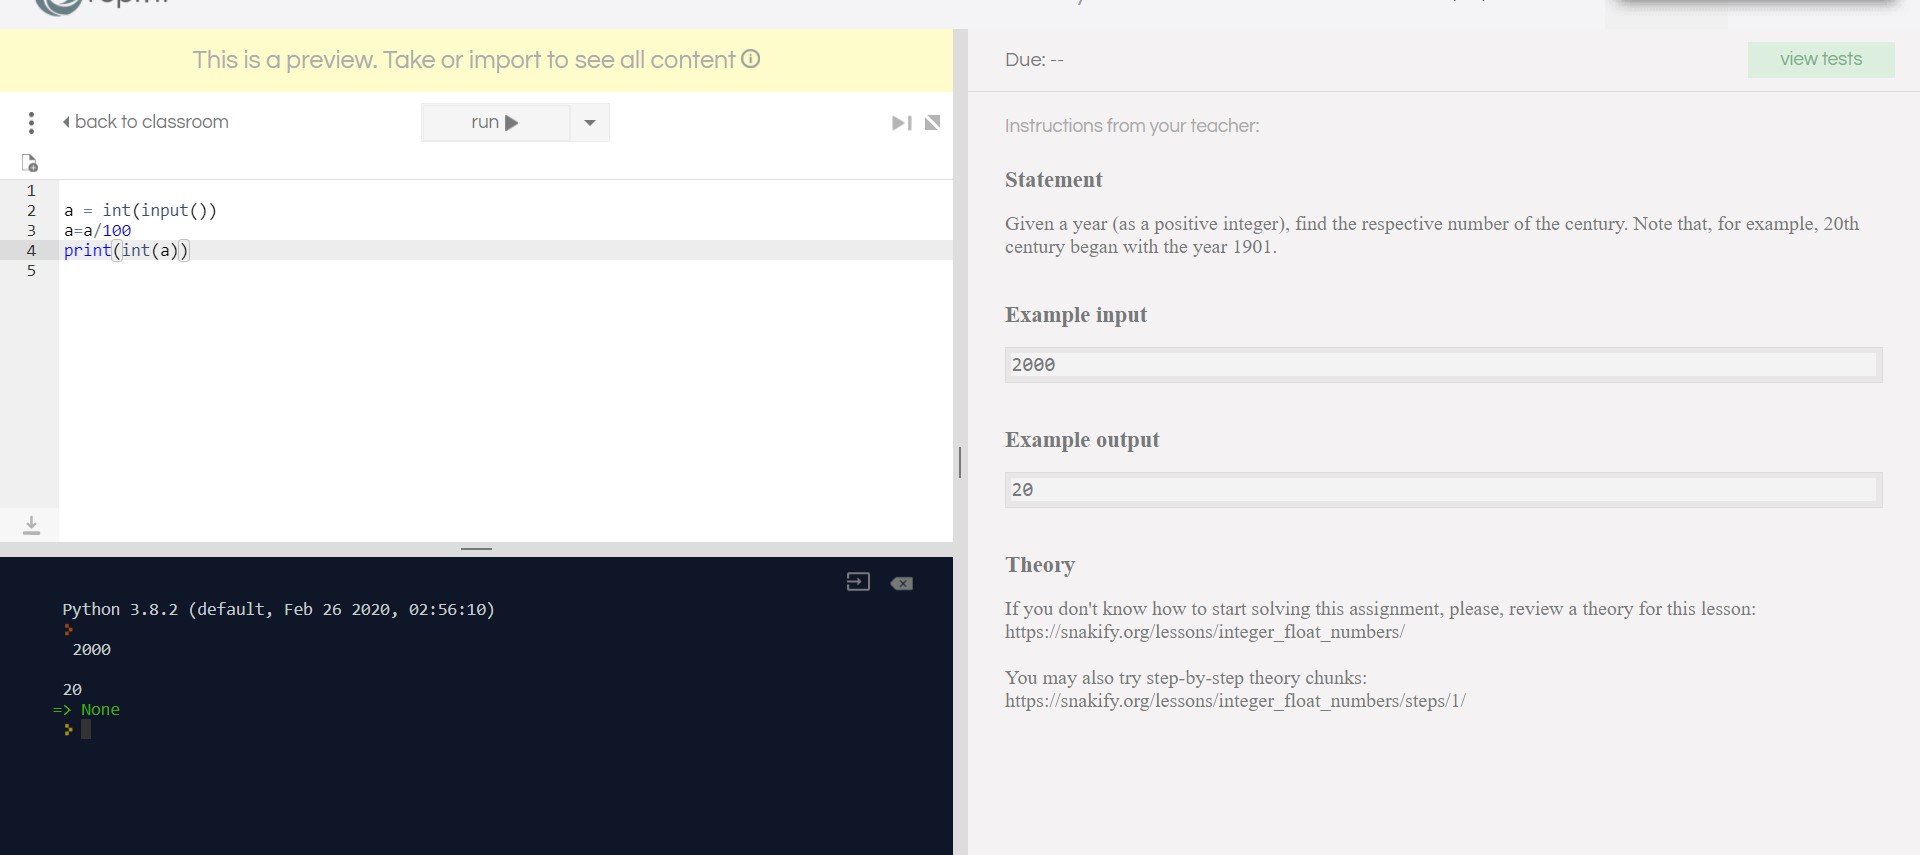 This is a preview. Take or import to see all content
back to classroom
run
1
2 a = int(input())
3 a=a/100
4 print(int(a))
5
Python 3.8.2 (default, Feb 26 2020, 02:56:10)
2000
20
=> None
Due: --
view tests
Instructions from your teacher:
Statement
Given a year (as a positive integer), find the respective number of the century. Note that, for example, 20th
century began with the year 1901.
Example input
2000
Example output
20
Theory
If you don't know how to start solving this assignment, please, review a theory for this lesson:
https://snakify.org/lessons/integer_float_numbers/
You may also try step-by-step theory chunks:
https://snakify.org/lessons/integer_float_numbers/steps/1/